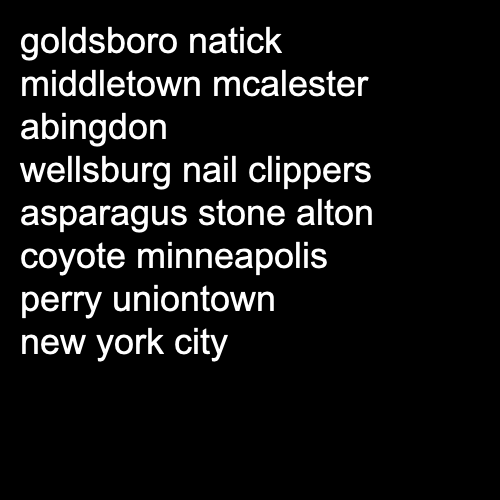 goldsboro natick
middletown mcalester
abingdon
wellsburg nail clippers
asparagus stone alton
coyote minneapolis
perry uniontown
new york city